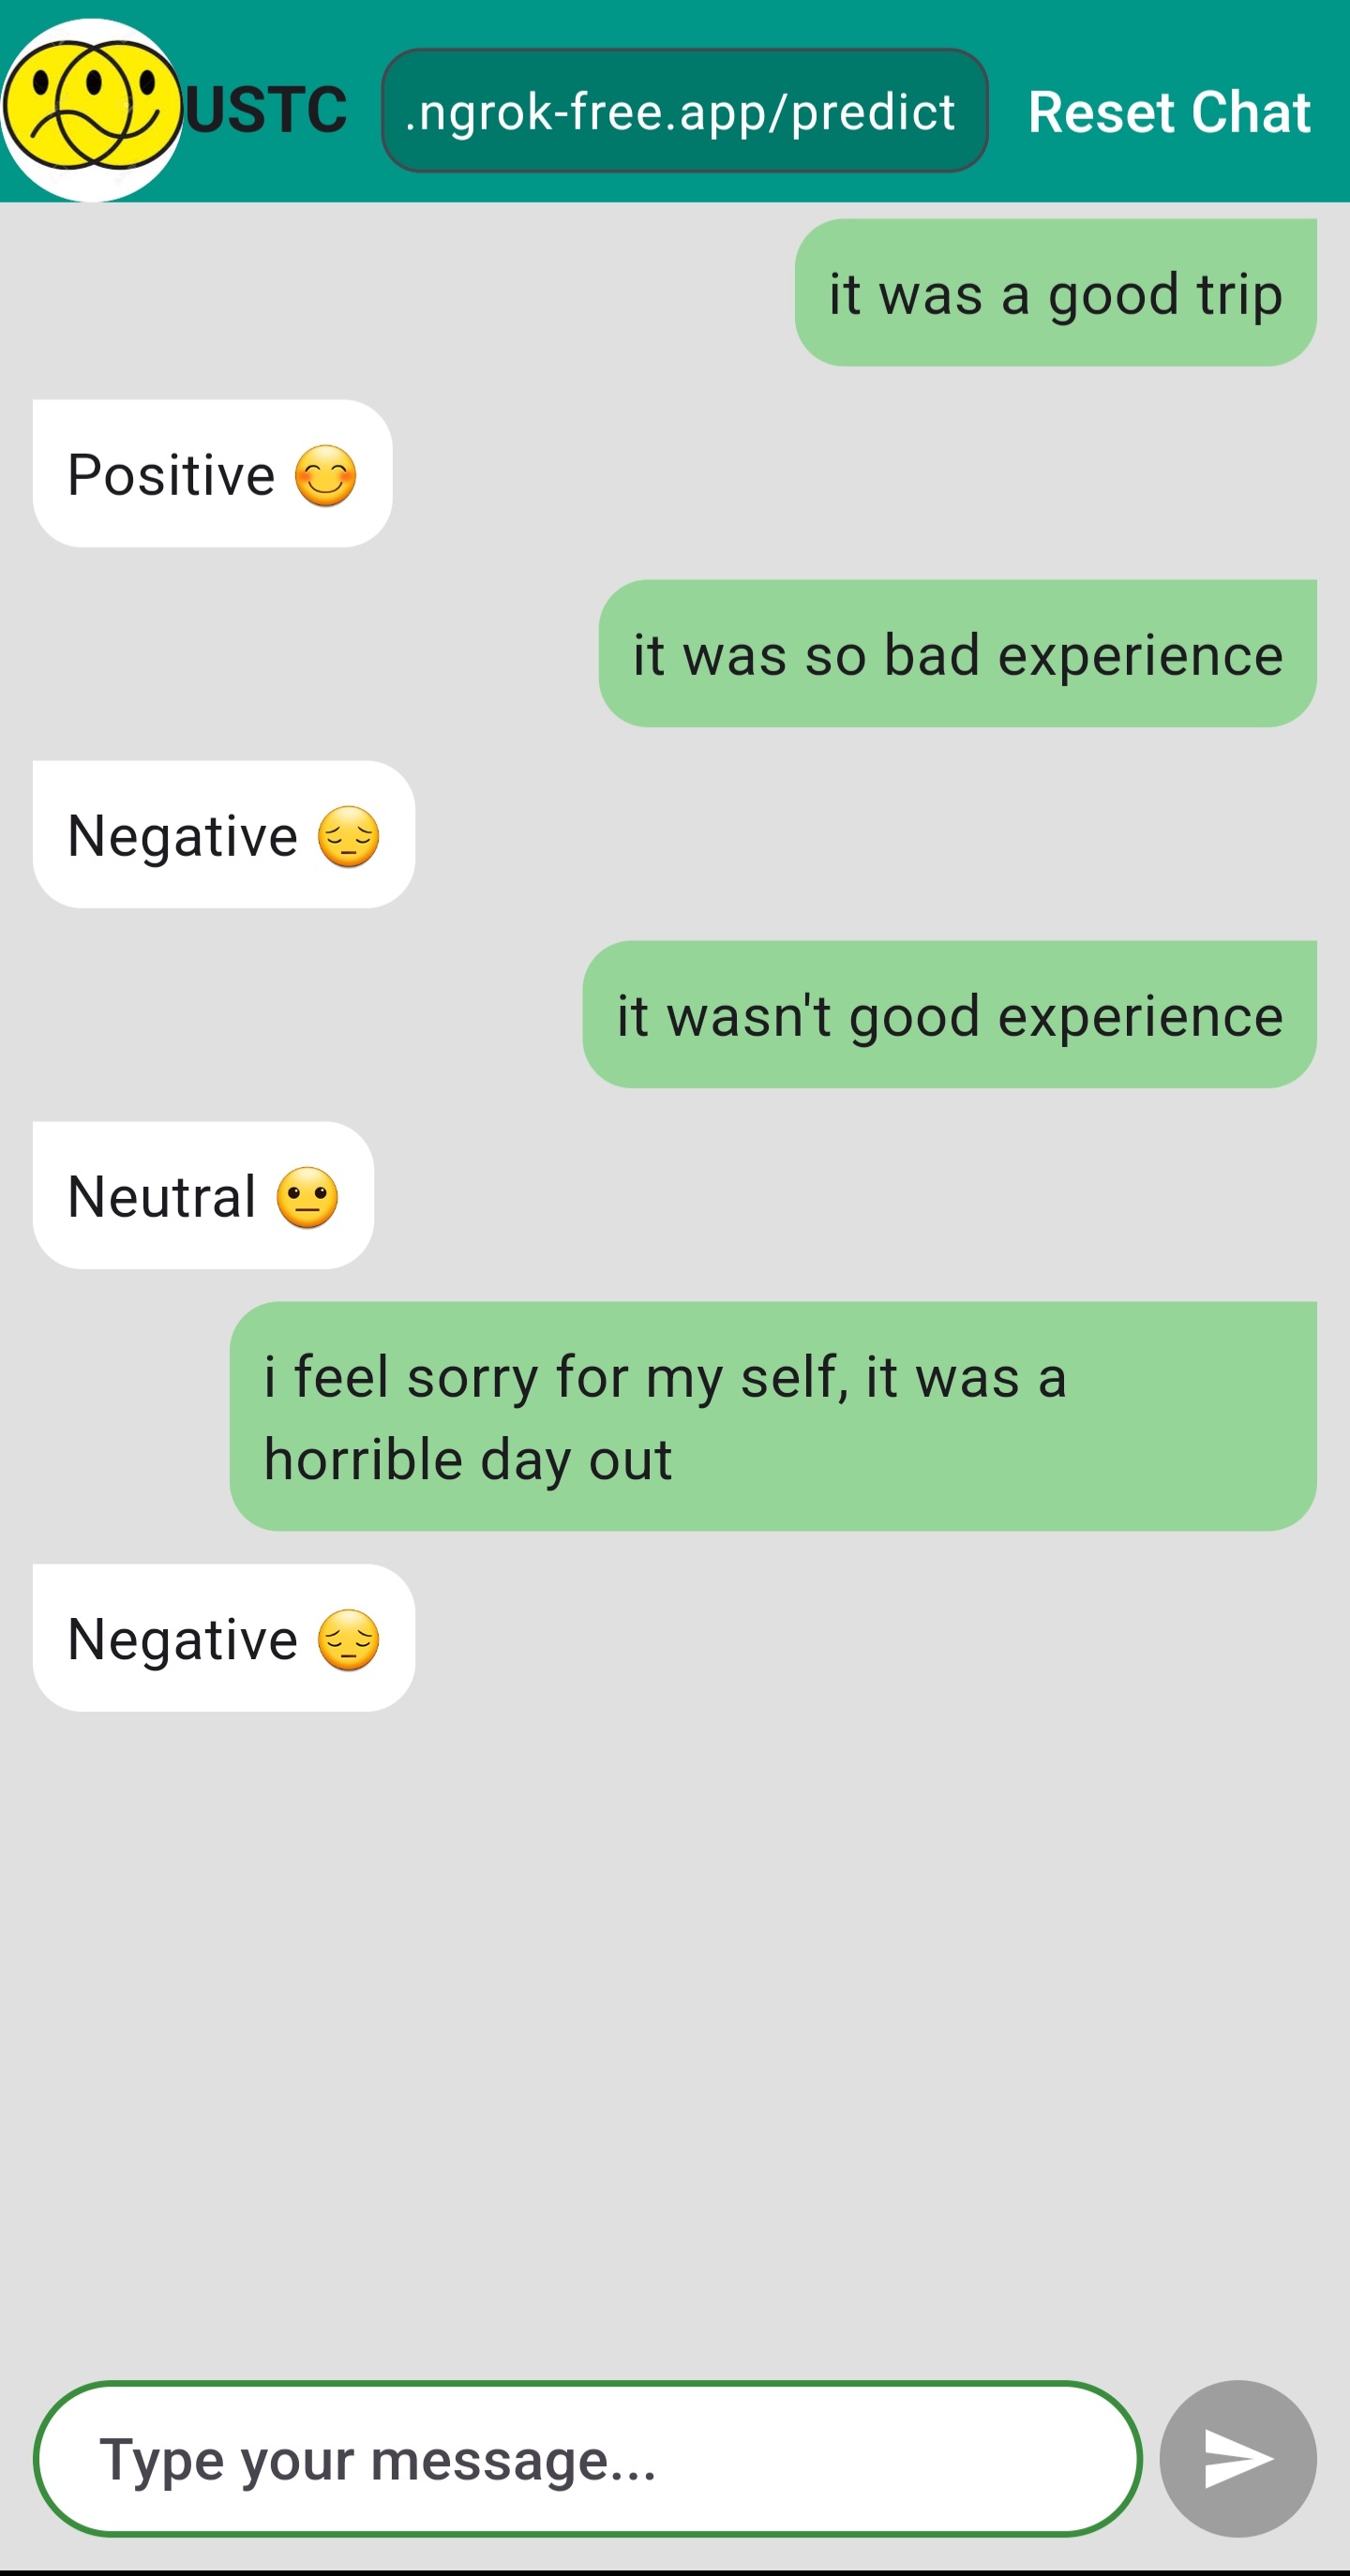 USTC
.ngrok-free.app/predict
Reset Chat
it was a good trip
Positive 😊
it was so bad experience
Negative 😔
it wasn't good experience
Neutral 😐
i feel sorry for my self, it was a
horrible day out
Negative 😔
Type your message...